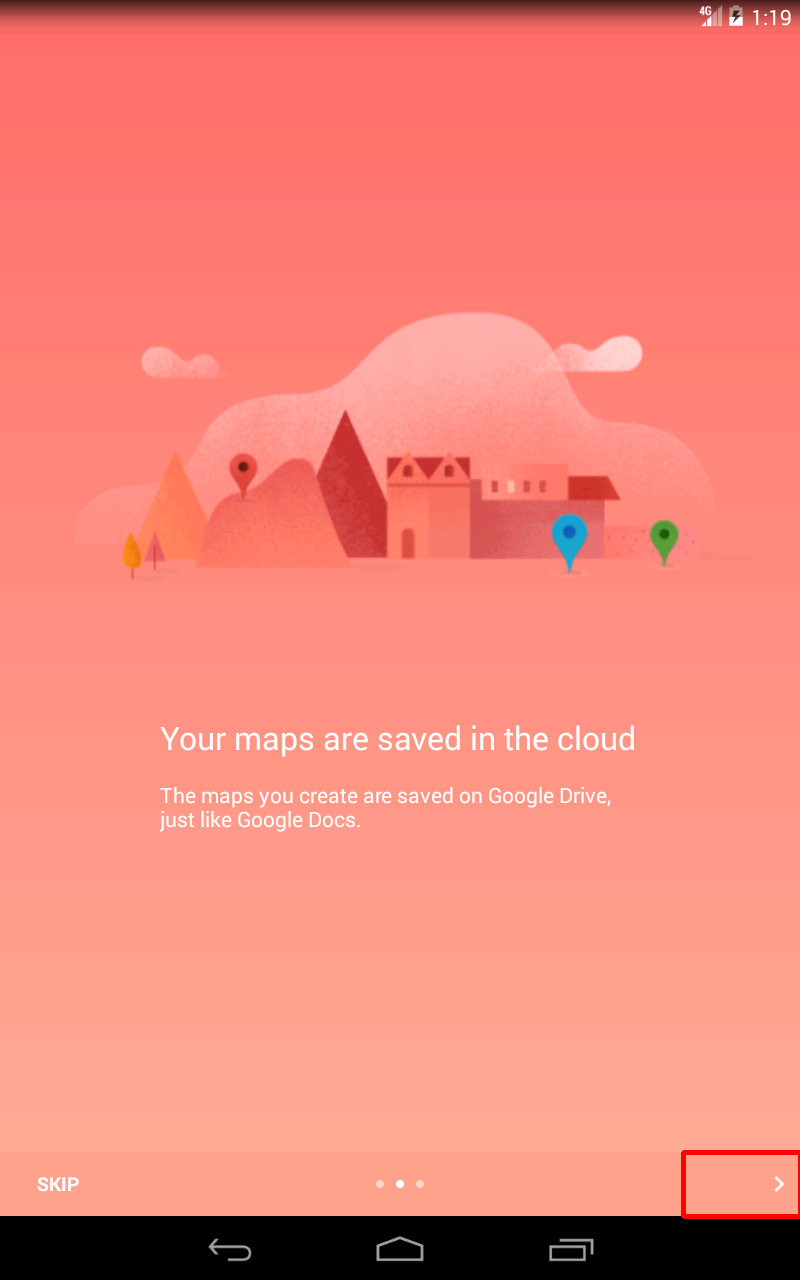 4G 1:19
Your maps are saved in the cloud
The maps you create are saved on Google Drive,
just like Google Docs.
SKIP